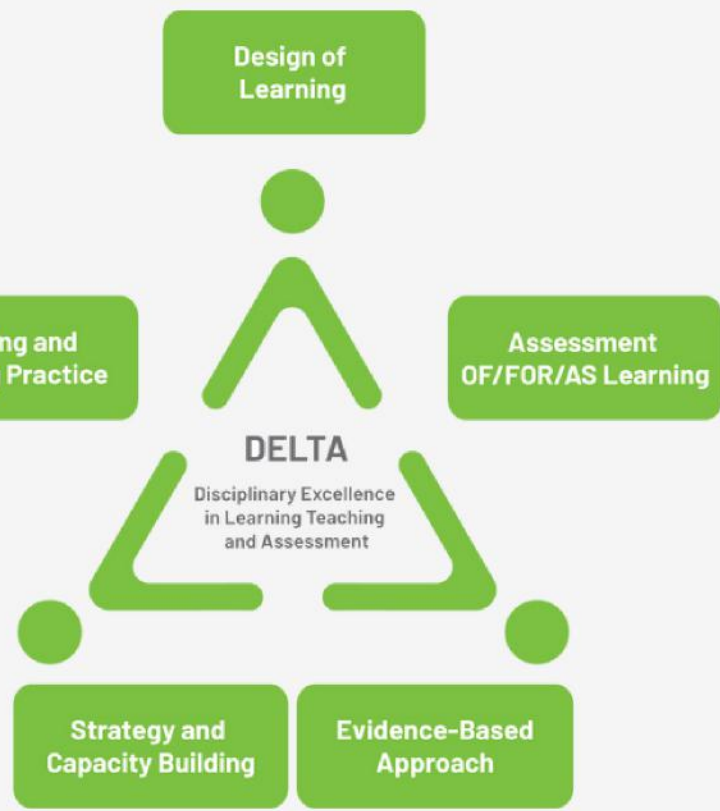 Design of
Learning
ng and
Practice
Assessment
OF/FOR/AS Learning
DELTA
Disciplinary Excellence
in Learning Teaching
and Assessment
Strategy and
Capacity Building
Evidence-Based
Approach